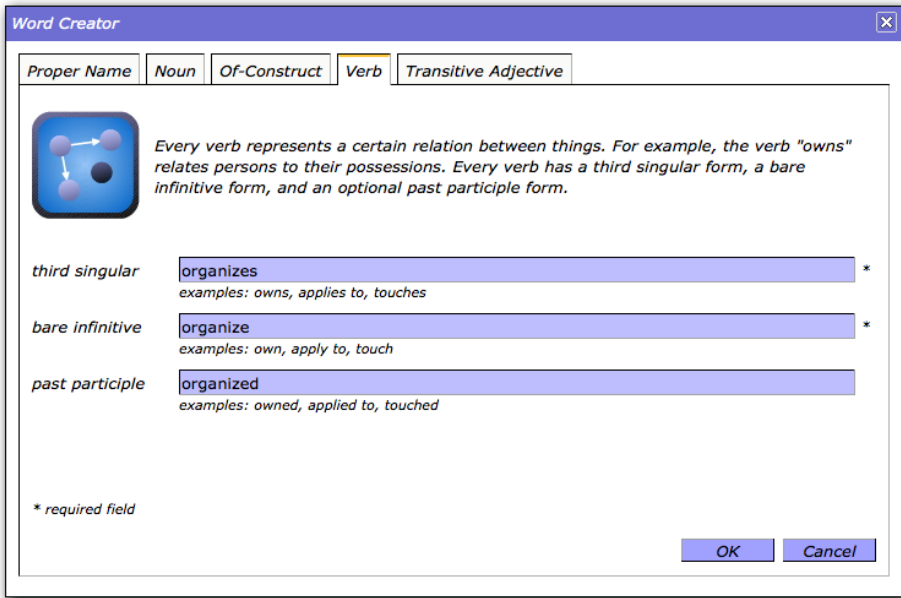 Word Creator
Proper Name Noun Of-Construct Verb Transitive Adjective
Every verb represents a certain relation between things. For example, the verb "owns"
relates persons to their possessions. Every verb has a third singular form, a bare
infinitive form, and an optional past participle form.
third singular organizes *
examples: owns, applies to, touches
bare infinitive organize *
examples: own, apply to, touch
past participle organized
examples: owned, applied to, touched
* required field
OK Cancel